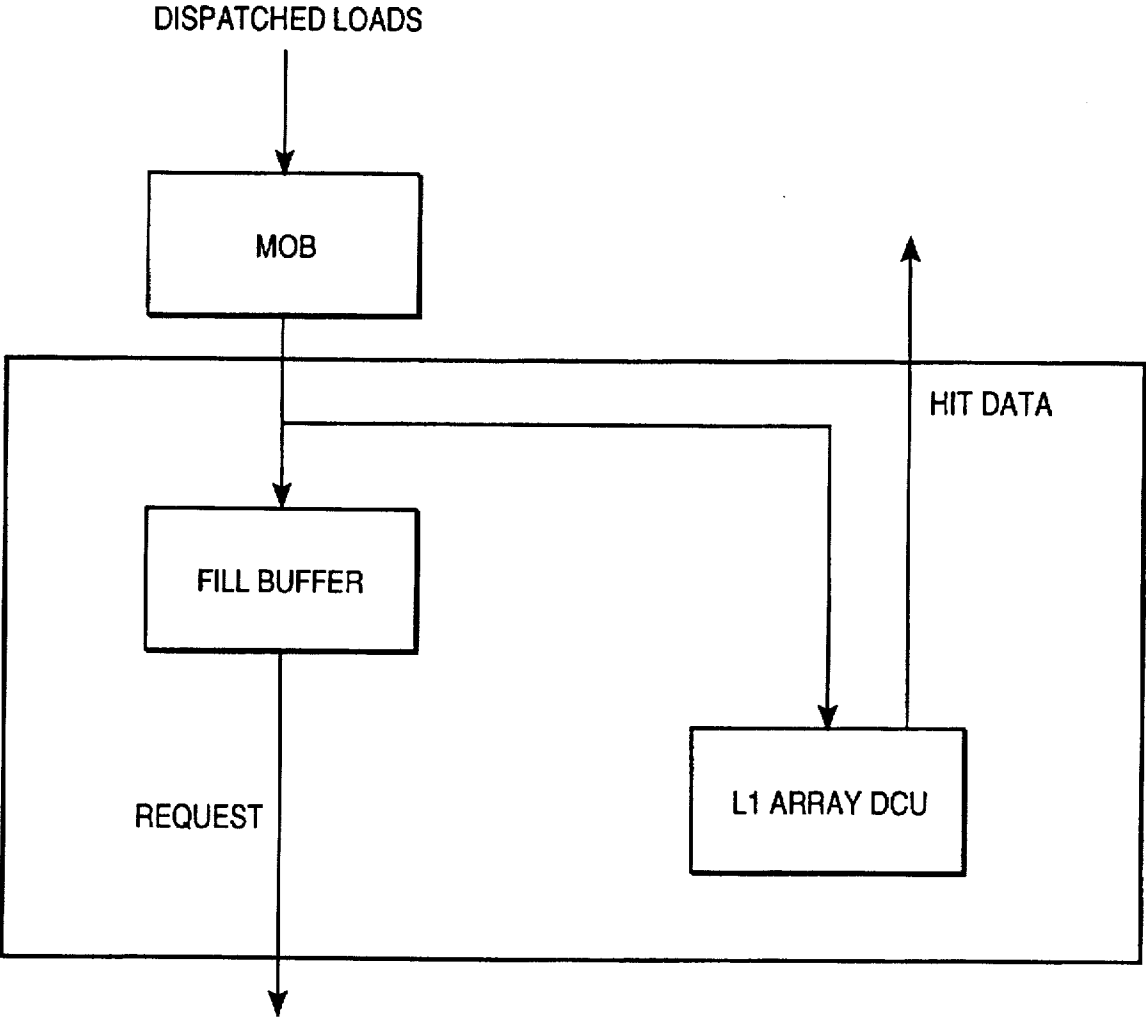 DISPATCHED LOADS
MOB
HIT DATA
FILL BUFFER
L1 ARRAY DCU
REQUEST